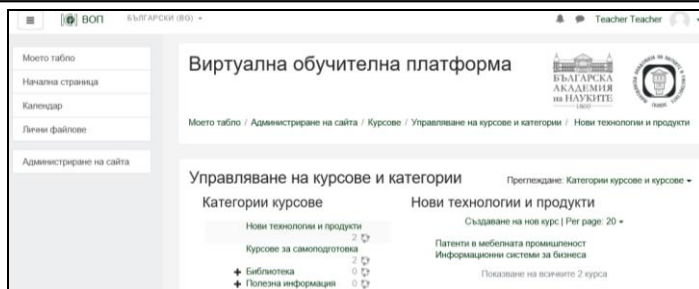 ВОП БЪЛГАРСКИ (BG) Teacher Teacher
Моето табло
Начална страница
Календар
Лични файлове
Администриране на сайта
Виртуална обучителна платформа
БЪЛГАРСКА
АКАДЕМИЯ
на НАУКИТЕ
1869
Моето табло / Администриране на сайта / Курсове / Управляване на курсове и категории / Нови технологии и продукти
Управляване на курсове и категории
Преглеждане: Категории курсове и курсове
Категории курсове
Нови технологии и продукти
2
Курсове за самоподготовка
2
Библиотека 0
Полезна информация 0
Нови технологии и продукти
Създаване на нов курс | Per page: 20
Патенти в мебелната промишленост
Информационни системи за бизнеса
Показване на всичките 2 курса